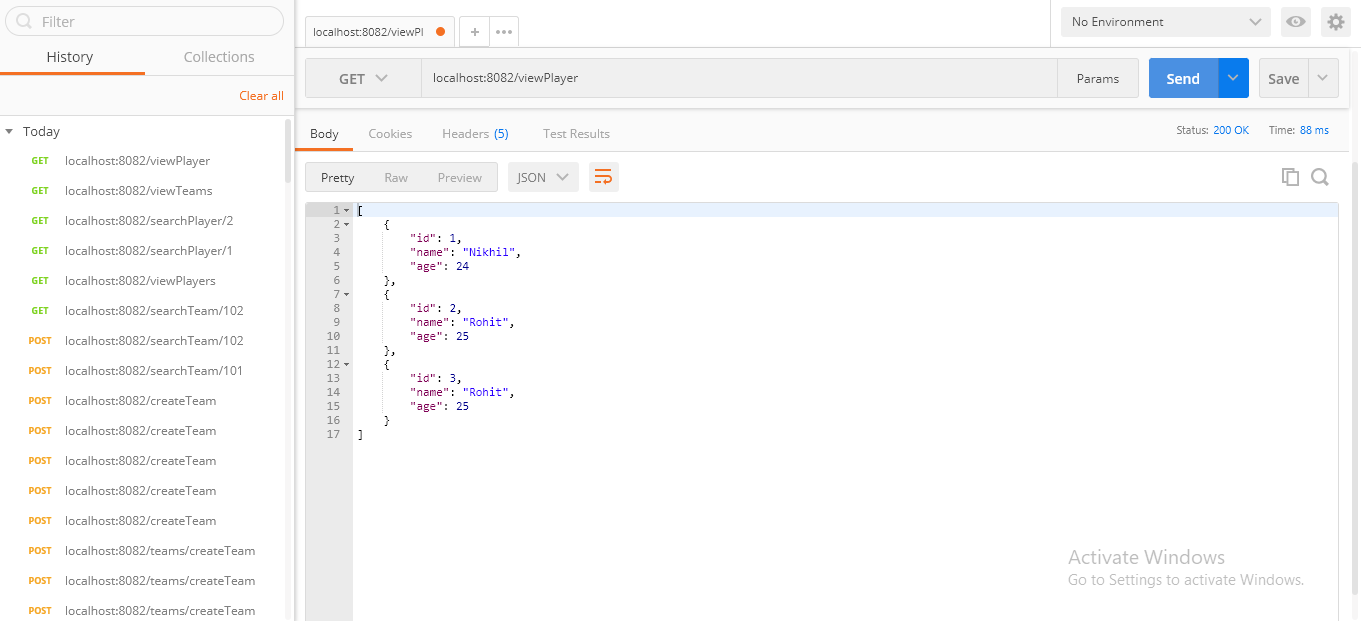 Filter
History Collections
Clear all
Today
GET localhost:8082/viewPlayer
GET localhost:8082/viewTeams
GET localhost:8082/searchPlayer/2
GET localhost:8082/searchPlayer/1
GET localhost:8082/viewPlayers
GET localhost:8082/searchTeam/102
POST localhost:8082/searchTeam/102
POST localhost:8082/searchTeam/101
POST localhost:8082/createTeam
POST localhost:8082/createTeam
POST localhost:8082/createTeam
POST localhost:8082/createTeam
POST localhost:8082/createTeam
POST localhost:8082/teams/createTeam
POST localhost:8082/teams/createTeam
POST localhost:8082/teams/createTeam
localhost:8082/viewPl + •••
No Environment
GET localhost:8082/viewPlayer Params Send Save
Body Cookies Headers (5) Test Results Status: 200 OK Time: 88 ms
Pretty Raw Preview JSON
1 [
2 {
3 "id": 1,
4 "name": "Nikhil",
5 "age": 24
6 },
7 {
8 "id": 2,
9 "name": "Rohit",
10 "age": 25
11 },
12 {
13 "id": 3,
14 "name": "Rohit",
15 "age": 25
16 }
17 ]
Activate Windows
Go to Settings to activate Windows.